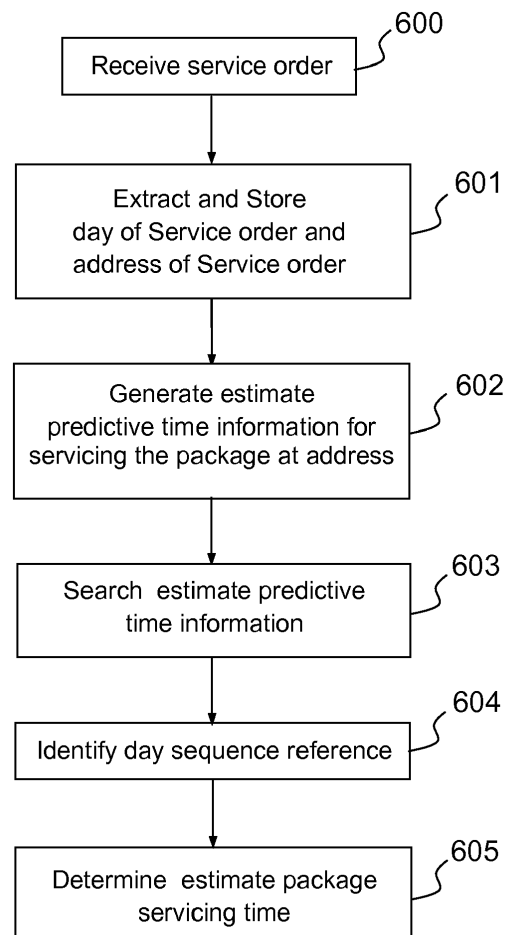 600
Receive service order
601
Extract and Store
day of Service order and
address of Service order
602
Generate estimate
predictive time information for
servicing the package at address
603
Search estimate predictive
time information
604
Identify day sequence reference
605
Determine estimate package
servicing time